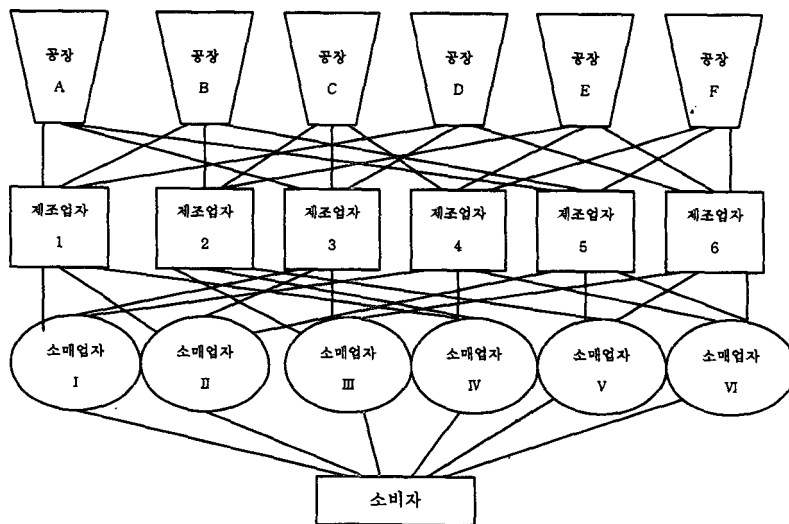 공장 공장 공장 공장 공장 공장
A B C D E F
제조업자 제조업자 제조업자 제조업자 제조업자 제조업자
1 2 3 4 5 6
소매업자 소매업자 소매업자 소매업자 소매업자 소매업자
I II III IV V VI
소비자